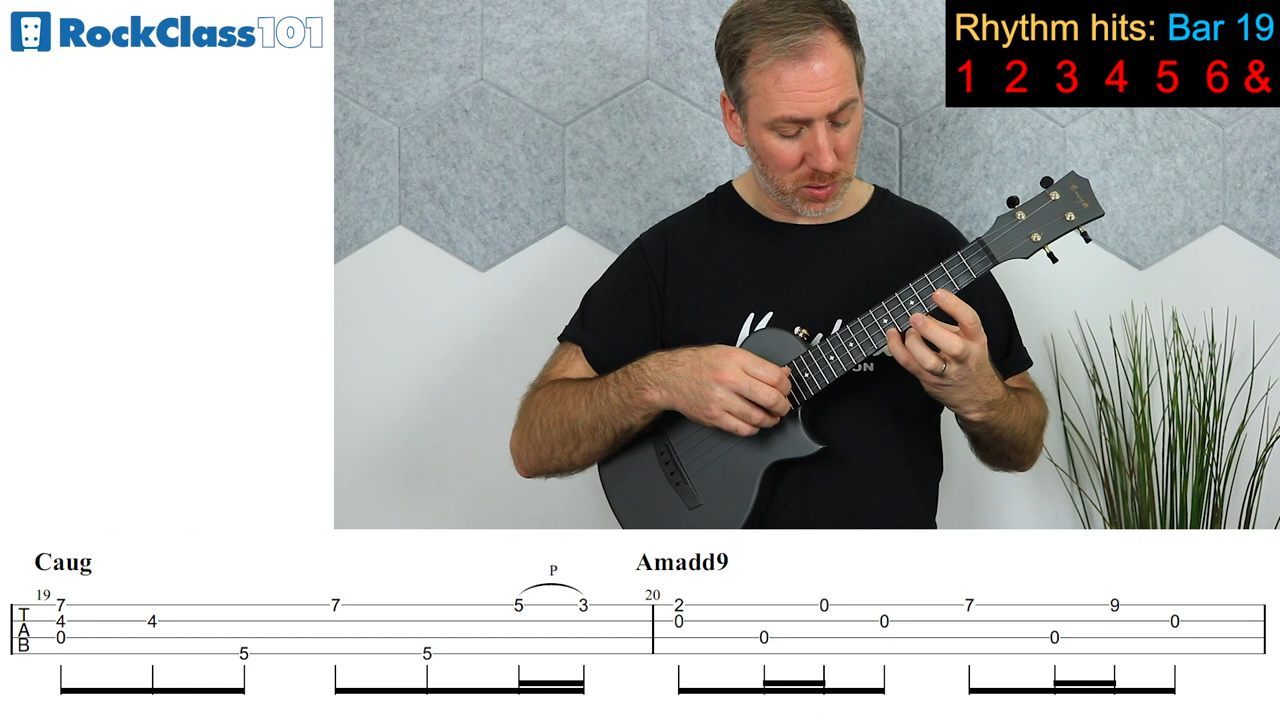 RockClass101
Rhythm hits: Bar 19
1 2 3 4 5 6 &
ON
Caug
Amadd9
P
19
20
T
A
B
7 7 5 3 2 0 7 9
4 4 0 0 0
0 0 0
5 5